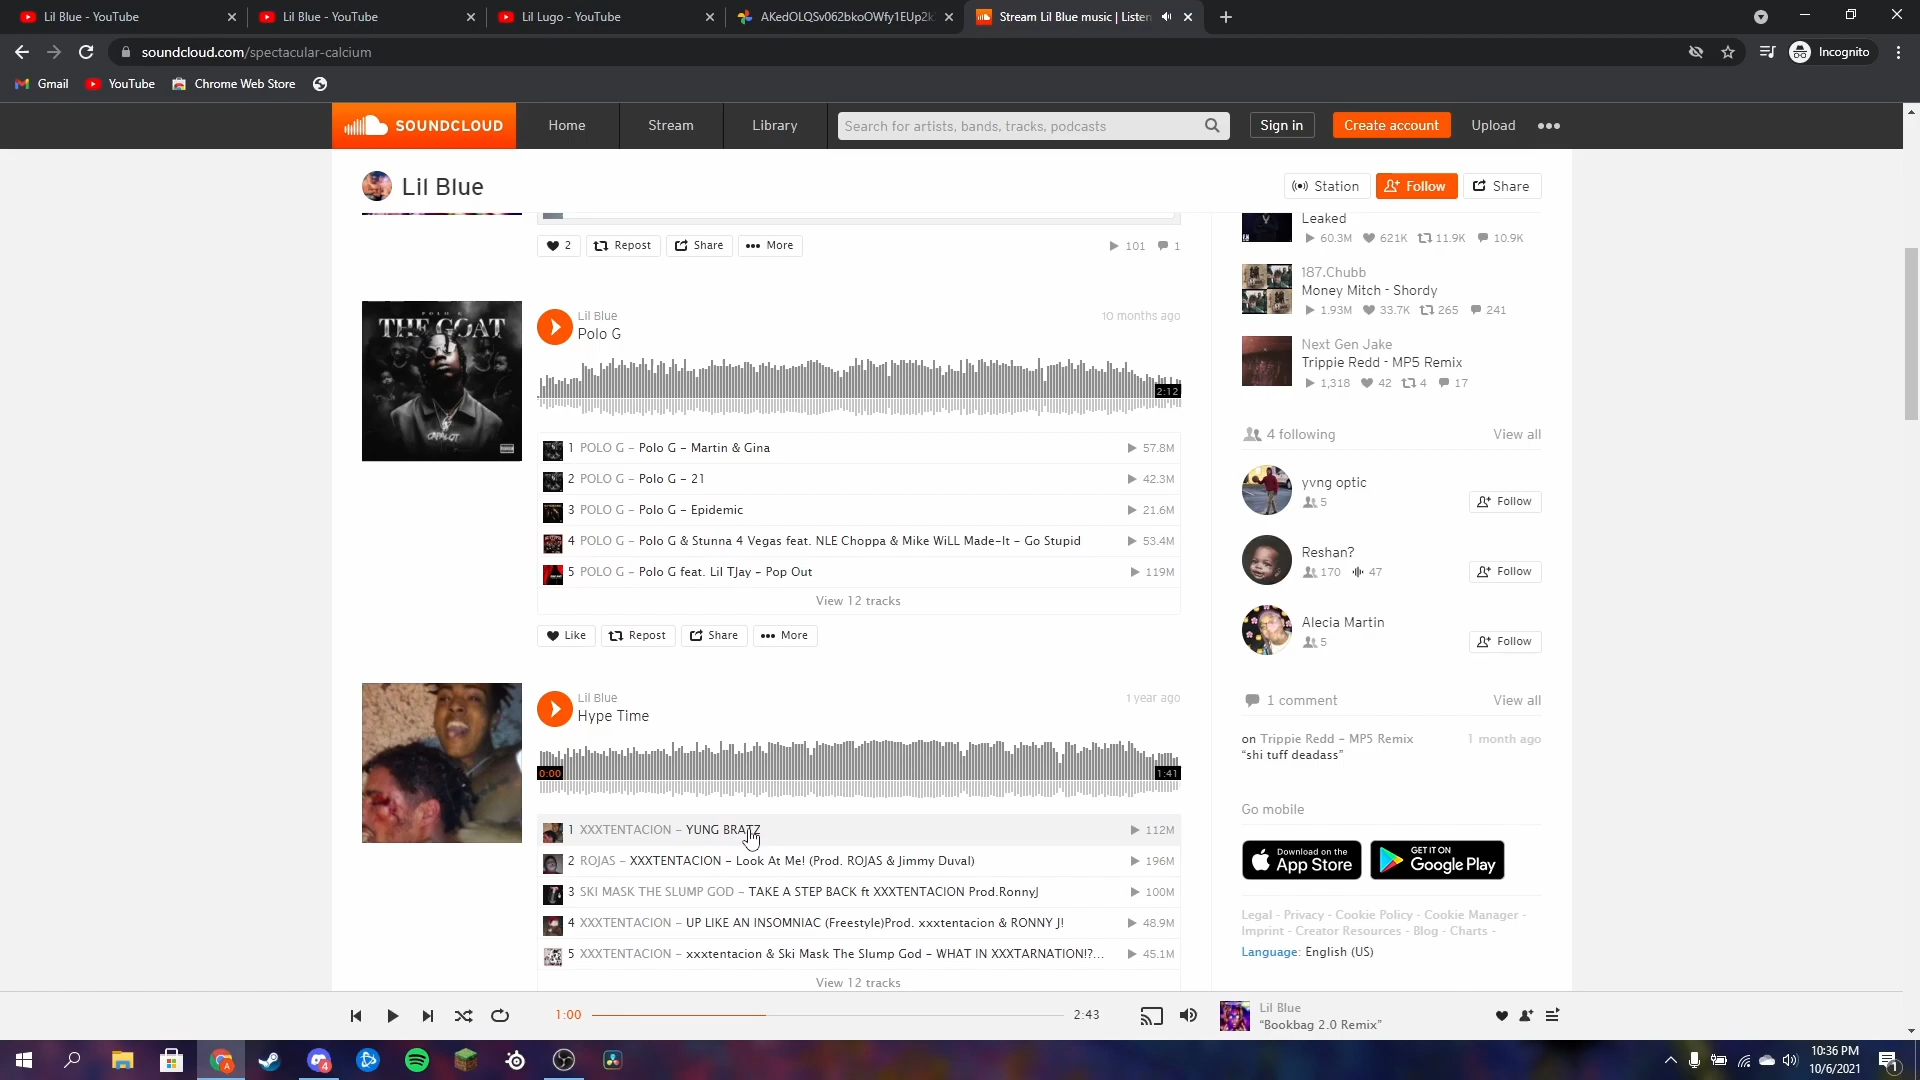 Lil Blue - YouTube
Lil Blue - YouTube
Lil Lugo - YouTube
AKedOLQSv062bkoOWfy1EUp2k
Stream Lil Blue music | Listen
soundcloud.com/spectacular-calcium
Incognito
Gmail
YouTube
Chrome Web Store
SOUNDCLOUD
Home
Stream
Library
Search for artists, bands, tracks, podcasts
Sign in
Create account
Upload
Lil Blue
Station
Follow
Share
2
Repost
Share
More
101
1
POLO G
THE GOAT
CAPALOT
Lil Blue
Polo G
10 months ago
2:12
1 POLO G – Polo G – Martin & Gina
57.8M
2 POLO G – Polo G – 21
42.3M
3 POLO G – Polo G – Epidemic
21.6M
4 POLO G – Polo G & Stunna 4 Vegas feat. NLE Choppa & Mike WiLL Made-It – Go Stupid
53.4M
5 POLO G – Polo G feat. Lil TJay – Pop Out
119M
View 12 tracks
Like
Repost
Share
More
Lil Blue
Hype Time
1 year ago
0:00
1:41
1 XXXTENTACION – YUNG BRATZ
112M
2 ROJAS – XXXTENTACION – Look At Me! (Prod. ROJAS & Jimmy Duval)
196M
3 SKI MASK THE SLUMP GOD – TAKE A STEP BACK ft XXXTENTACION Prod.RonnyJ
100M
4 XXXTENTACION – UP LIKE AN INSOMNIAC (Freestyle)Prod. xxxtentacion & RONNY J!
48.9M
5 XXXTENTACION – xxxtentacion & Ski Mask The Slump God – WHAT IN XXXTARNATION!?...
45.1M
View 12 tracks
Leaked
60.3M 621K 11.9K 10.9K
187.Chubb
Money Mitch - Shordy
1.93M 33.7K 265 241
Next Gen Jake
Trippie Redd - MP5 Remix
1,318 42 4 17
4 following
View all
yvng optic
5
Follow
Reshan?
170 47
Follow
Alecia Martin
5
Follow
1 comment
View all
on Trippie Redd – MP5 Remix
1 month ago
“shi tuff deadass”
Go mobile
Download on the
App Store
GET IT ON
Google Play
Legal - Privacy - Cookie Policy - Cookie Manager -
Imprint - Creator Resources - Blog - Charts -
Language: English (US)
1:00
2:43
Lil Blue
“Bookbag 2.0 Remix”
A
4
10:36 PM
10/6/2021
1